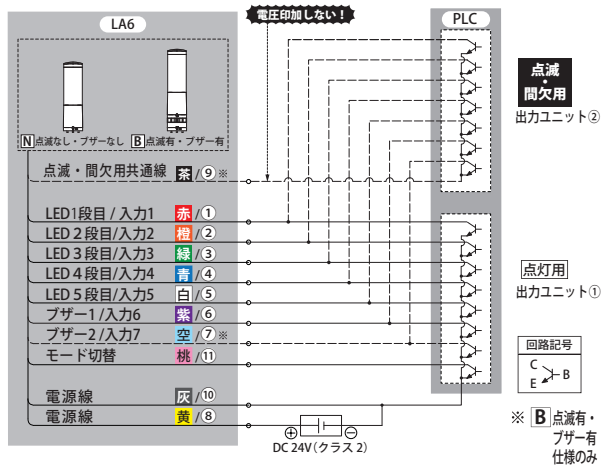 LA6
電圧印加しない！
PLC
N 点滅なし・ブザーなし B 点滅有・ブザー有
点滅・間欠用共通線 茶/⑨※
LED1段目 / 入力1 赤/①
LED 2 段目/入力2 橙/②
LED 3 段目/入力3 緑/③
LED 4 段目/入力4 青/④
LED 5 段目/入力5 白/⑤
ブザー1 /入力6 紫/⑥
ブザー2 /入力7 空/⑦※
モード切替 桃/⑪
電源線 灰/⑩
電源線 黄/⑧
⊕ ⊖
DC 24V（クラス 2）
点滅
・
間欠用
出力ユニット②
点灯用
出力ユニット①
回路記号
C
E
B
※ B 点滅有・
ブザー有
仕様のみ